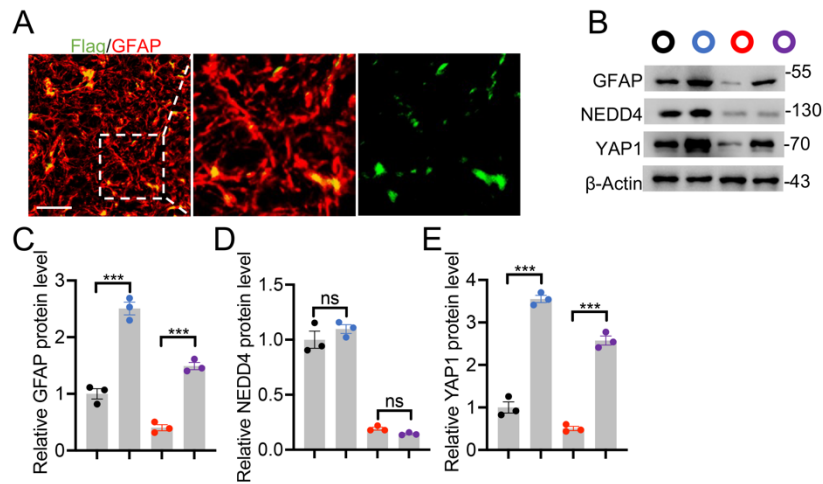 A
Flag/GFAP
B
GFAP
-55
NEDD4
-130
YAP1
-70
β-Actin
-43
C
Relative GFAP protein level
3
2
1
0
***
***
D
Relative NEDD4 protein level
1.5
1.0
0.5
0.0
ns
ns
E
Relative YAP1 protein level
4
3
2
1
0
***
***